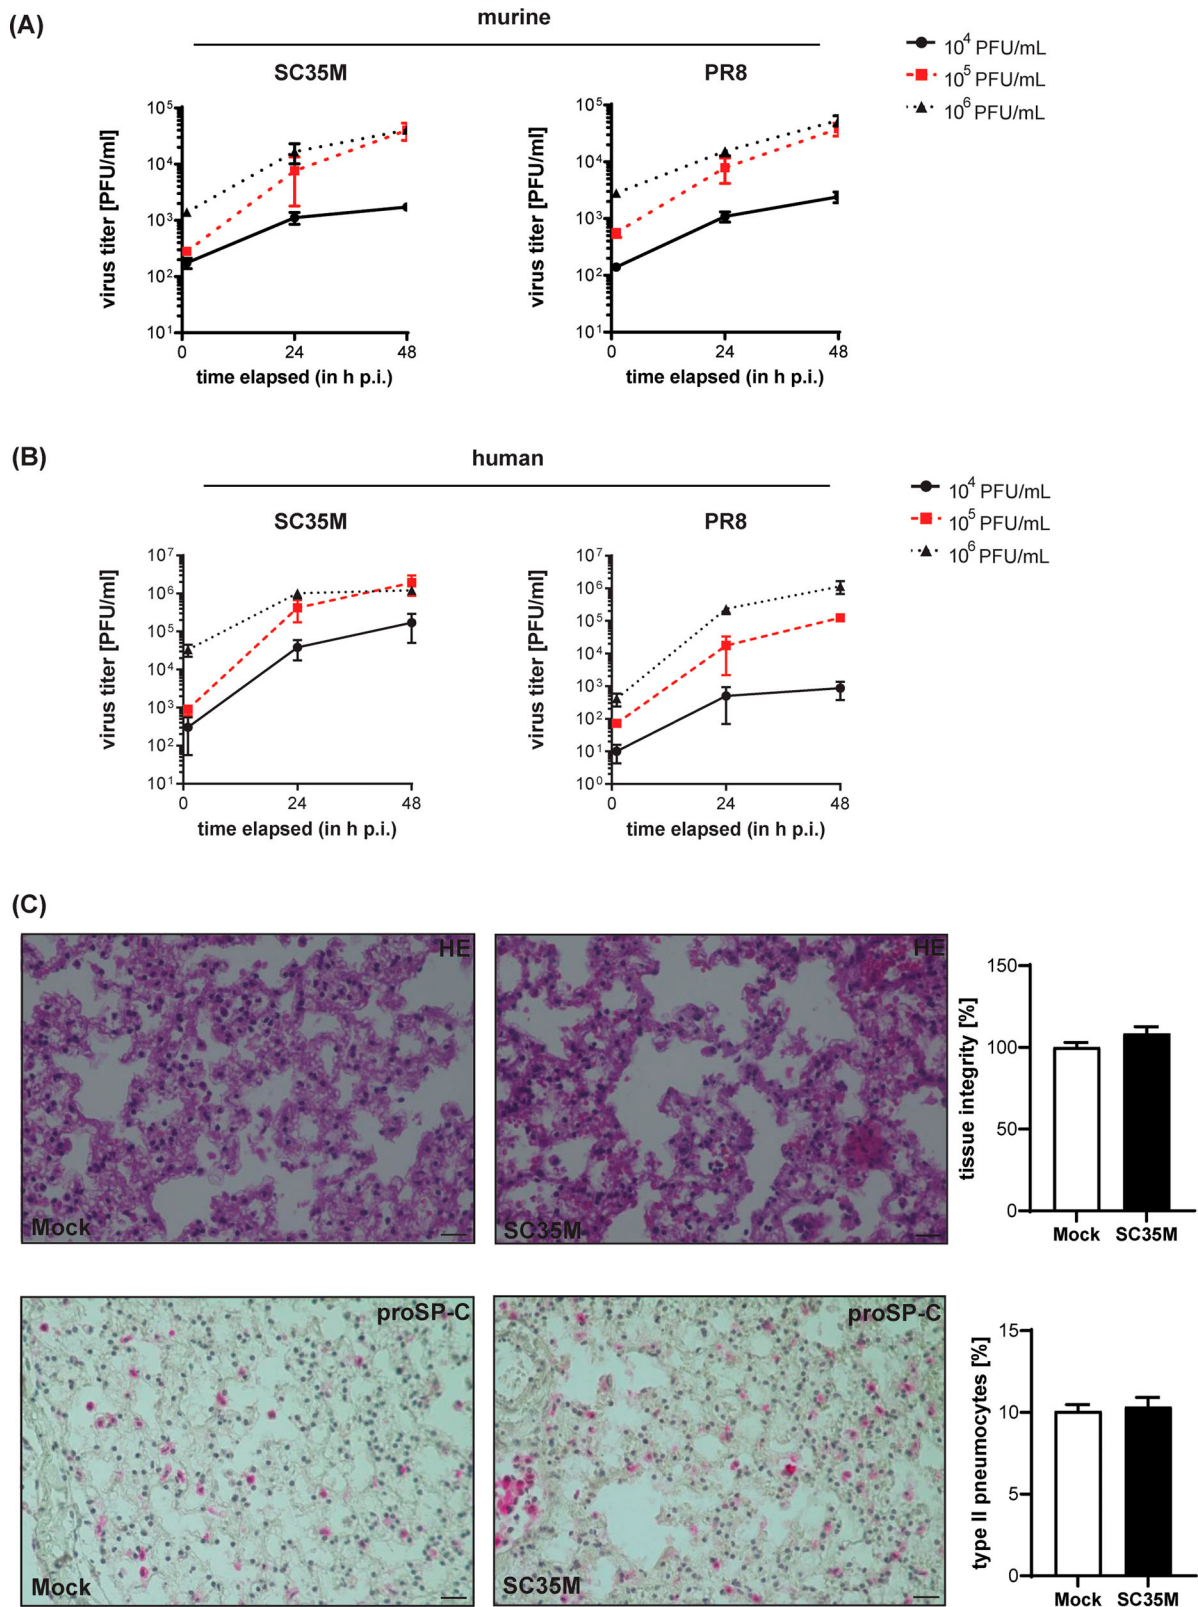 (A)
murine
SC35M
PR8
10⁴ PFU/mL
10⁵ PFU/mL
10⁶ PFU/mL
virus titer [PFU/ml]
10⁵
10⁴
10³
10²
10¹
0
24
48
time elapsed (in h p.i.)
virus titer [PFU/ml]
10⁵
10⁴
10³
10²
10¹
0
24
48
time elapsed (in h p.i.)
(B)
human
SC35M
PR8
10⁴ PFU/mL
10⁵ PFU/mL
10⁶ PFU/mL
virus titer [PFU/ml]
10⁷
10⁶
10⁵
10⁴
10³
10²
10¹
0
24
48
time elapsed (in h p.i.)
virus titer [PFU/ml]
10⁷
10⁶
10⁵
10⁴
10³
10²
10¹
10⁰
0
24
48
time elapsed (in h p.i.)
(C)
HE
Mock
HE
SC35M
tissue integrity [%]
150
100
50
0
Mock
SC35M
proSP-C
Mock
proSP-C
SC35M
type II pneumocytes [%]
15
10
5
0
Mock
SC35M